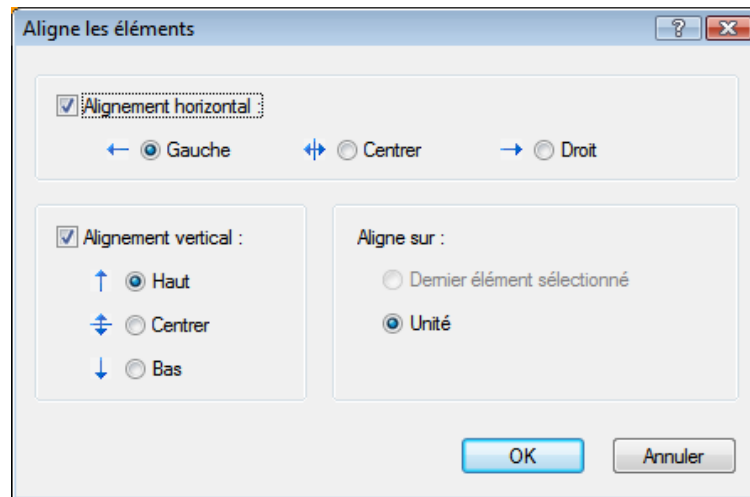 Aligne les éléments
Alignement horizontal :
Gauche Centrer Droit
Alignement vertical :
Haut
Centrer
Bas
Aligne sur :
Dernier élément sélectionné
Unité
OK Annuler